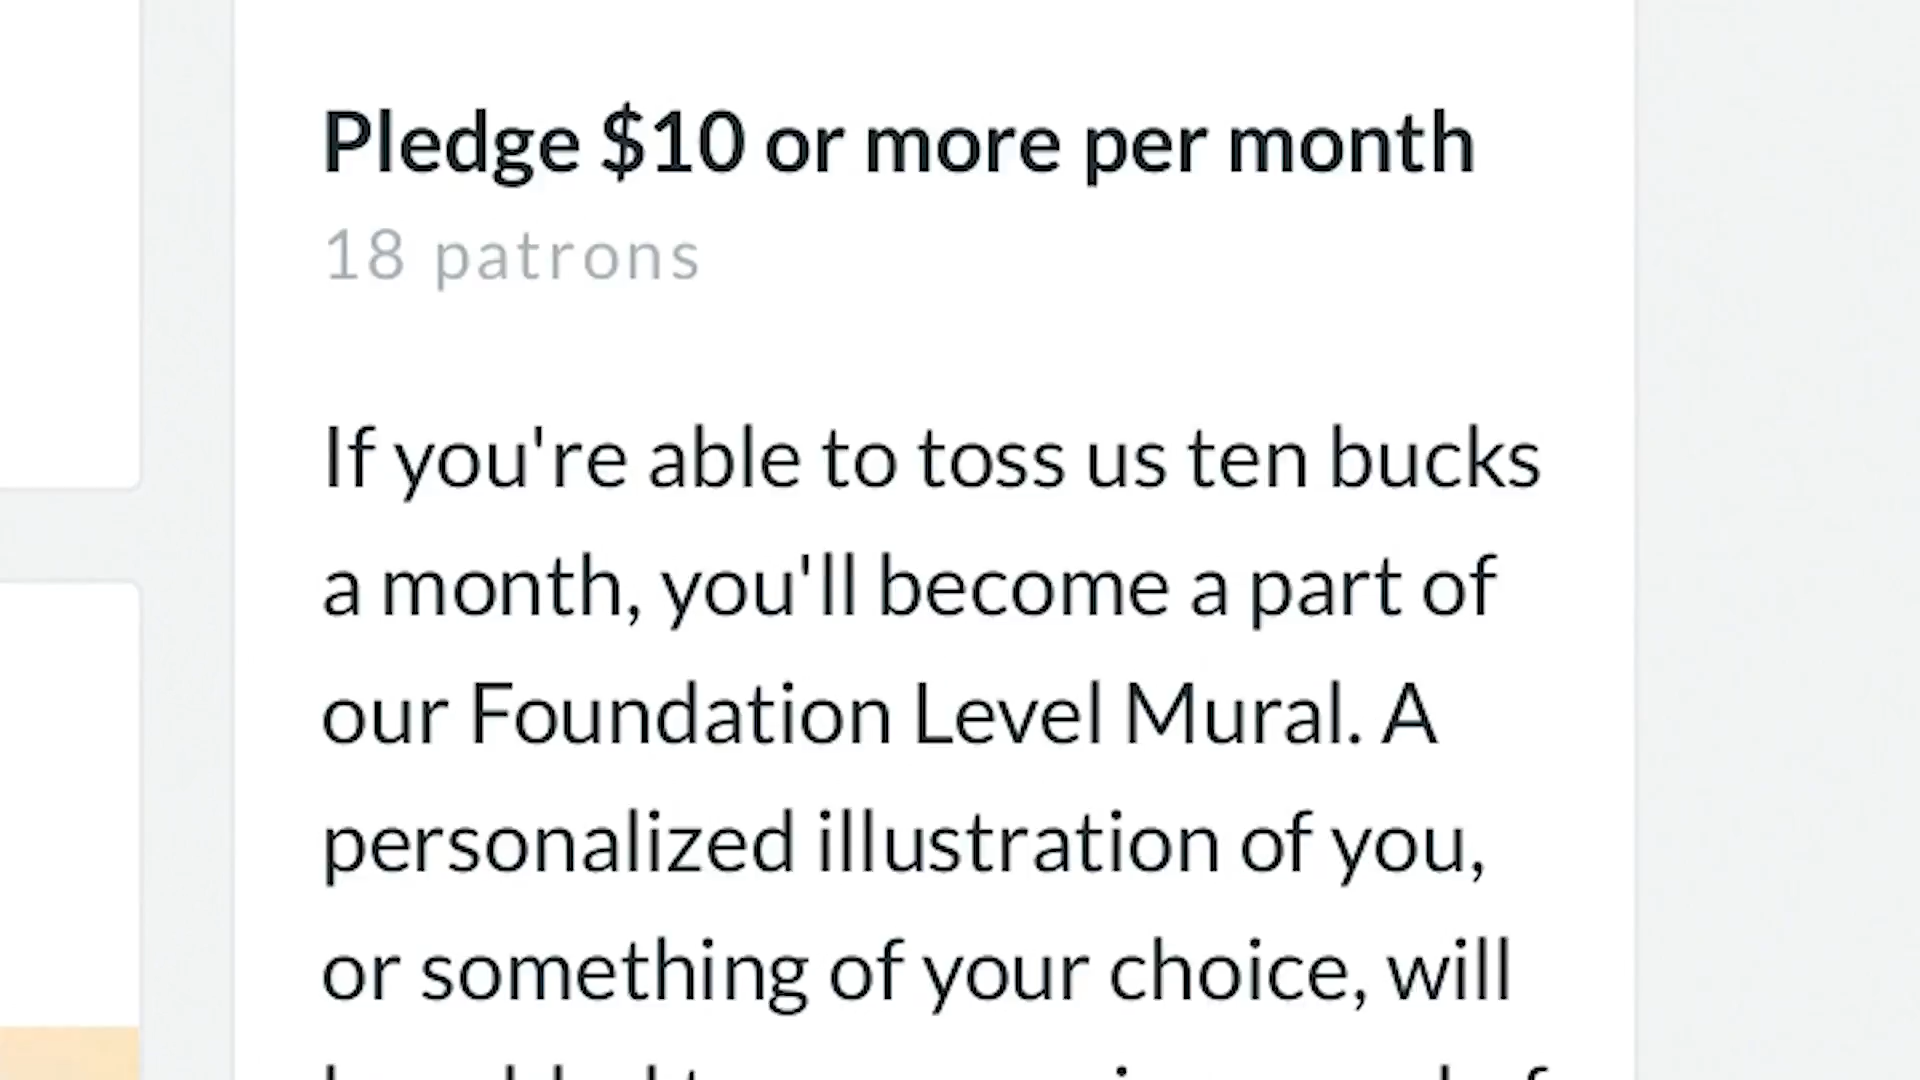 Pledge $10 or more per month
18 patrons
If you're able to toss us ten bucks
a month, you'll become a part of
our Foundation Level Mural. A
personalized illustration of you,
or something of your choice, will